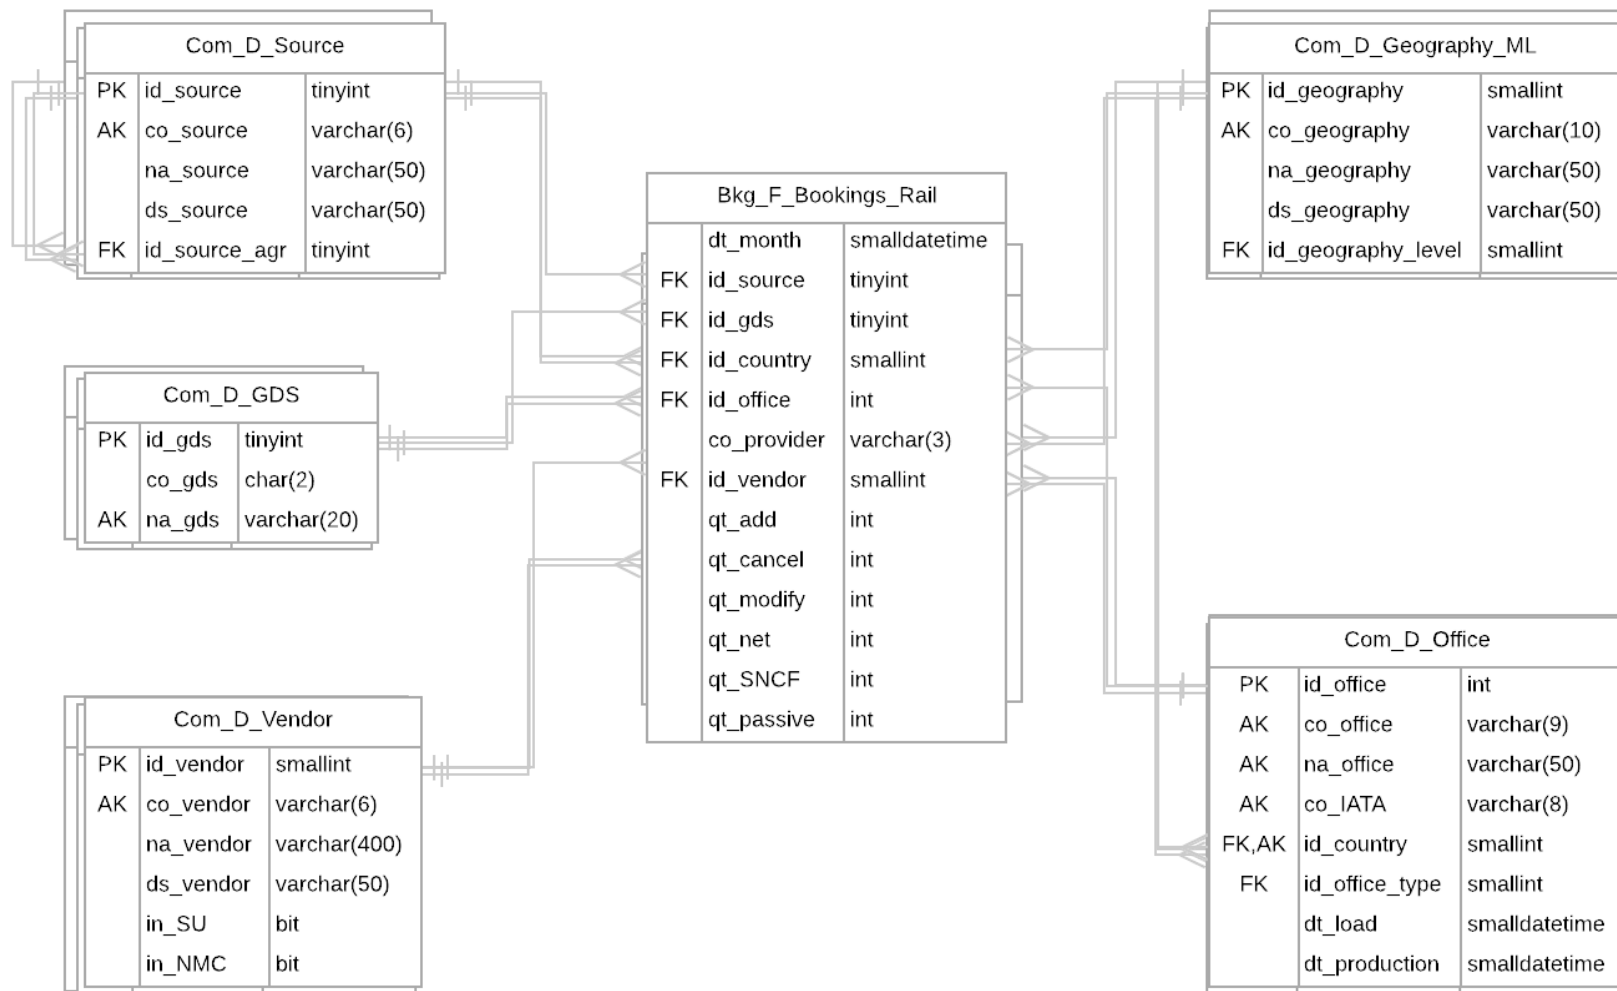 Com_D_Source
PK id_source tinyint
AK co_source varchar(6)
na_source varchar(50)
ds_source varchar(50)
FK id_source_agr tinyint
Com_D_GDS
PK id_gds tinyint
co_gds char(2)
AK na_gds varchar(20)
Com_D_Vendor
PK id_vendor smallint
AK co_vendor varchar(6)
na_vendor varchar(400)
ds_vendor varchar(50)
in_SU bit
in_NMC bit
Bkg_F_Bookings_Rail
dt_month smalldatetime
FK id_source tinyint
FK id_gds tinyint
FK id_country smallint
FK id_office int
co_provider varchar(3)
FK id_vendor smallint
qt_add int
qt_cancel int
qt_modify int
qt_net int
qt_SNCF int
qt_passive int
Com_D_Geography_ML
PK id_geography smallint
AK co_geography varchar(10)
na_geography varchar(50)
ds_geography varchar(50)
FK id_geography_level smallint
Com_D_Office
PK id_office int
AK co_office varchar(9)
AK na_office varchar(50)
AK co_IATA varchar(8)
FK,AK id_country smallint
FK id_office_type smallint
dt_load smalldatetime
dt_production smalldatetime